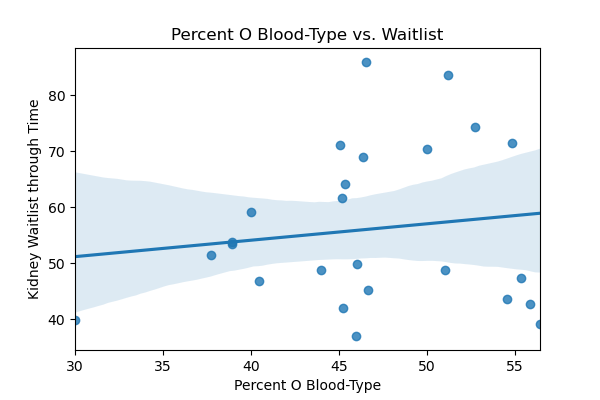 Percent O Blood-Type vs. Waitlist
Kidney Waitlist through Time
80
70
60
50
40
30 35 40 45 50 55
Percent O Blood-Type